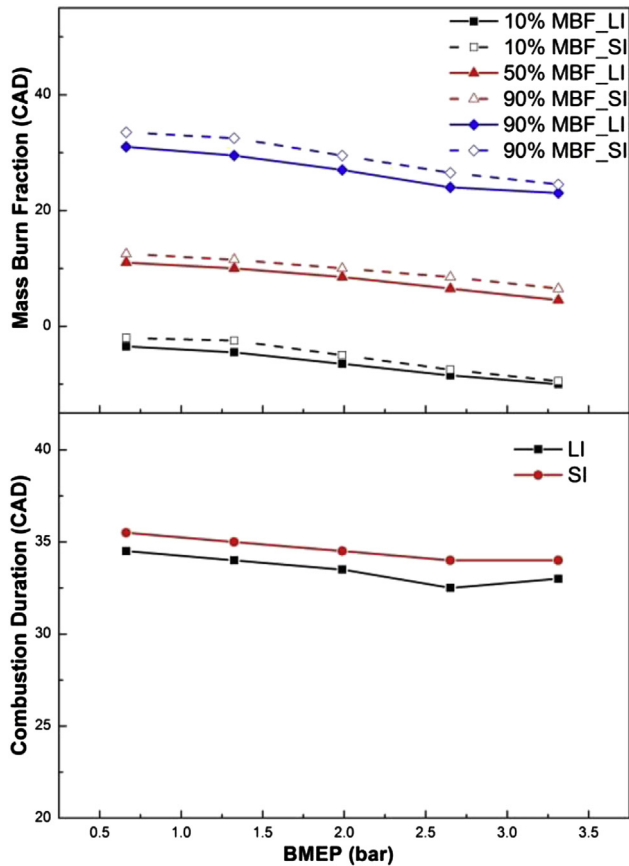 10% MBF_LI
10% MBF_SI
50% MBF_LI
90% MBF_SI
90% MBF_LI
90% MBF_SI
Mass Burn Fraction (CAD)
40
20
0
LI
SI
Combustion Duration (CAD)
40
35
30
25
20
0.5 1.0 1.5 2.0 2.5 3.0 3.5
BMEP (bar)